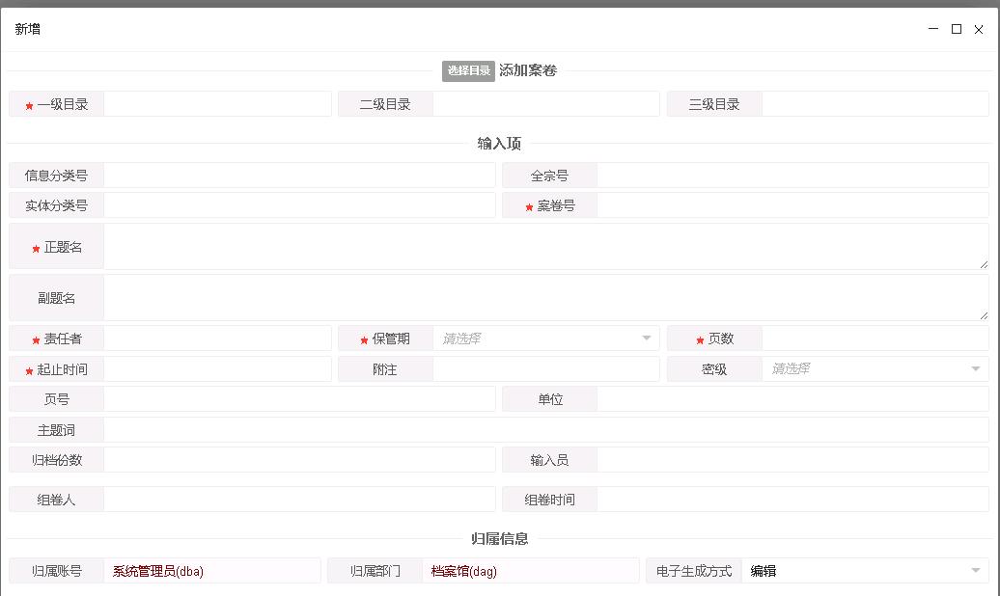 新增
选择目录 添加案卷
★ 一级目录 二级目录 三级目录
输入项
信息分类号 全宗号
实体分类号 ★ 案卷号
★ 正题名
副题名
★ 责任者 ★ 保管期 请选择 ★ 页数
★ 起止时间 附注 密级 请选择
页号 单位
主题词
归档份数 输入员
组卷人 组卷时间
归属信息
归属账号 系统管理员(dba) 归属部门 档案馆(dag) 电子生成方式 编辑